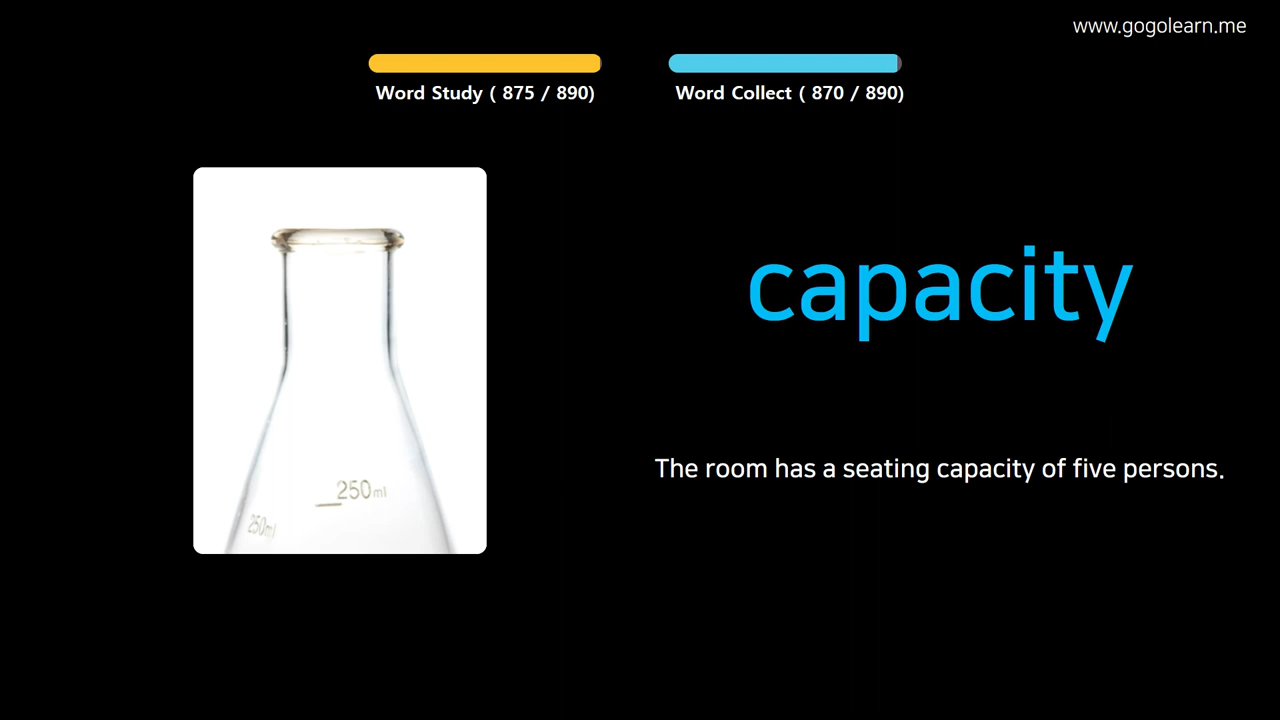 www.gogolearn.me
Word Study ( 875 / 890)
Word Collect ( 870 / 890)
capacity
The room has a seating capacity of five persons.
250ml
250ml